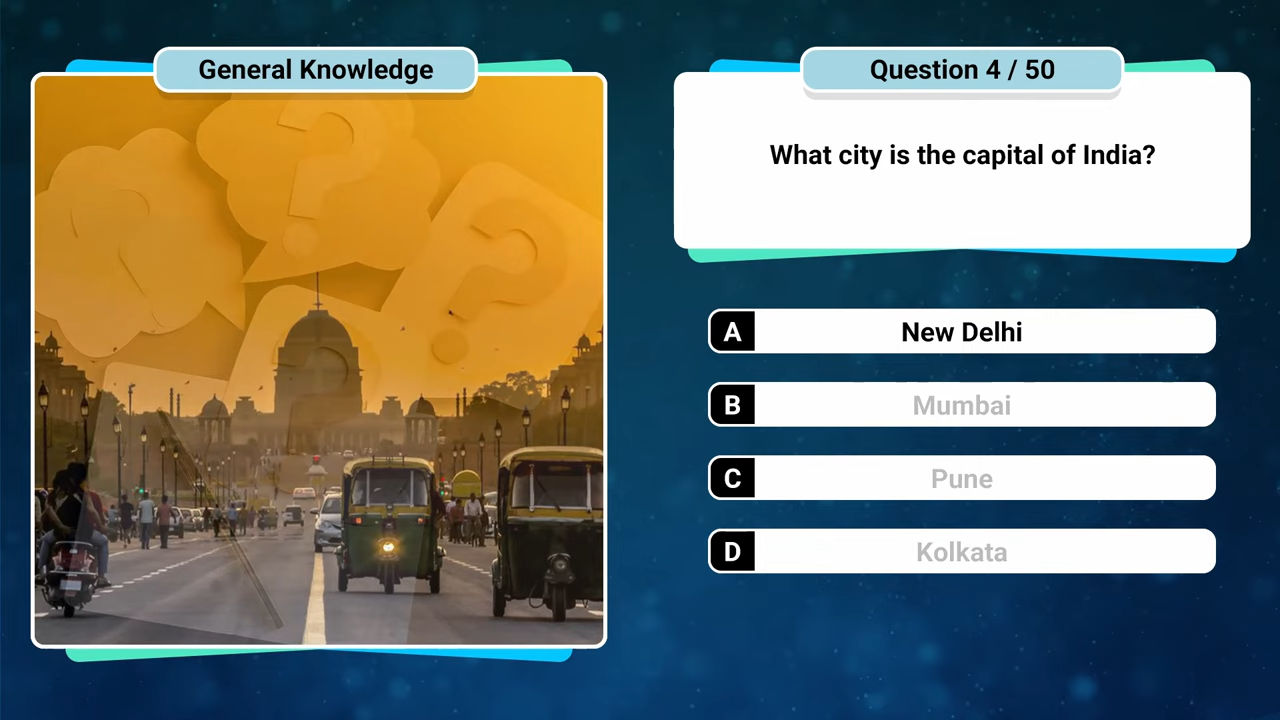 General Knowledge
Question 4 / 50
What city is the capital of India?
A New Delhi
B Mumbai
C Pune
D Kolkata